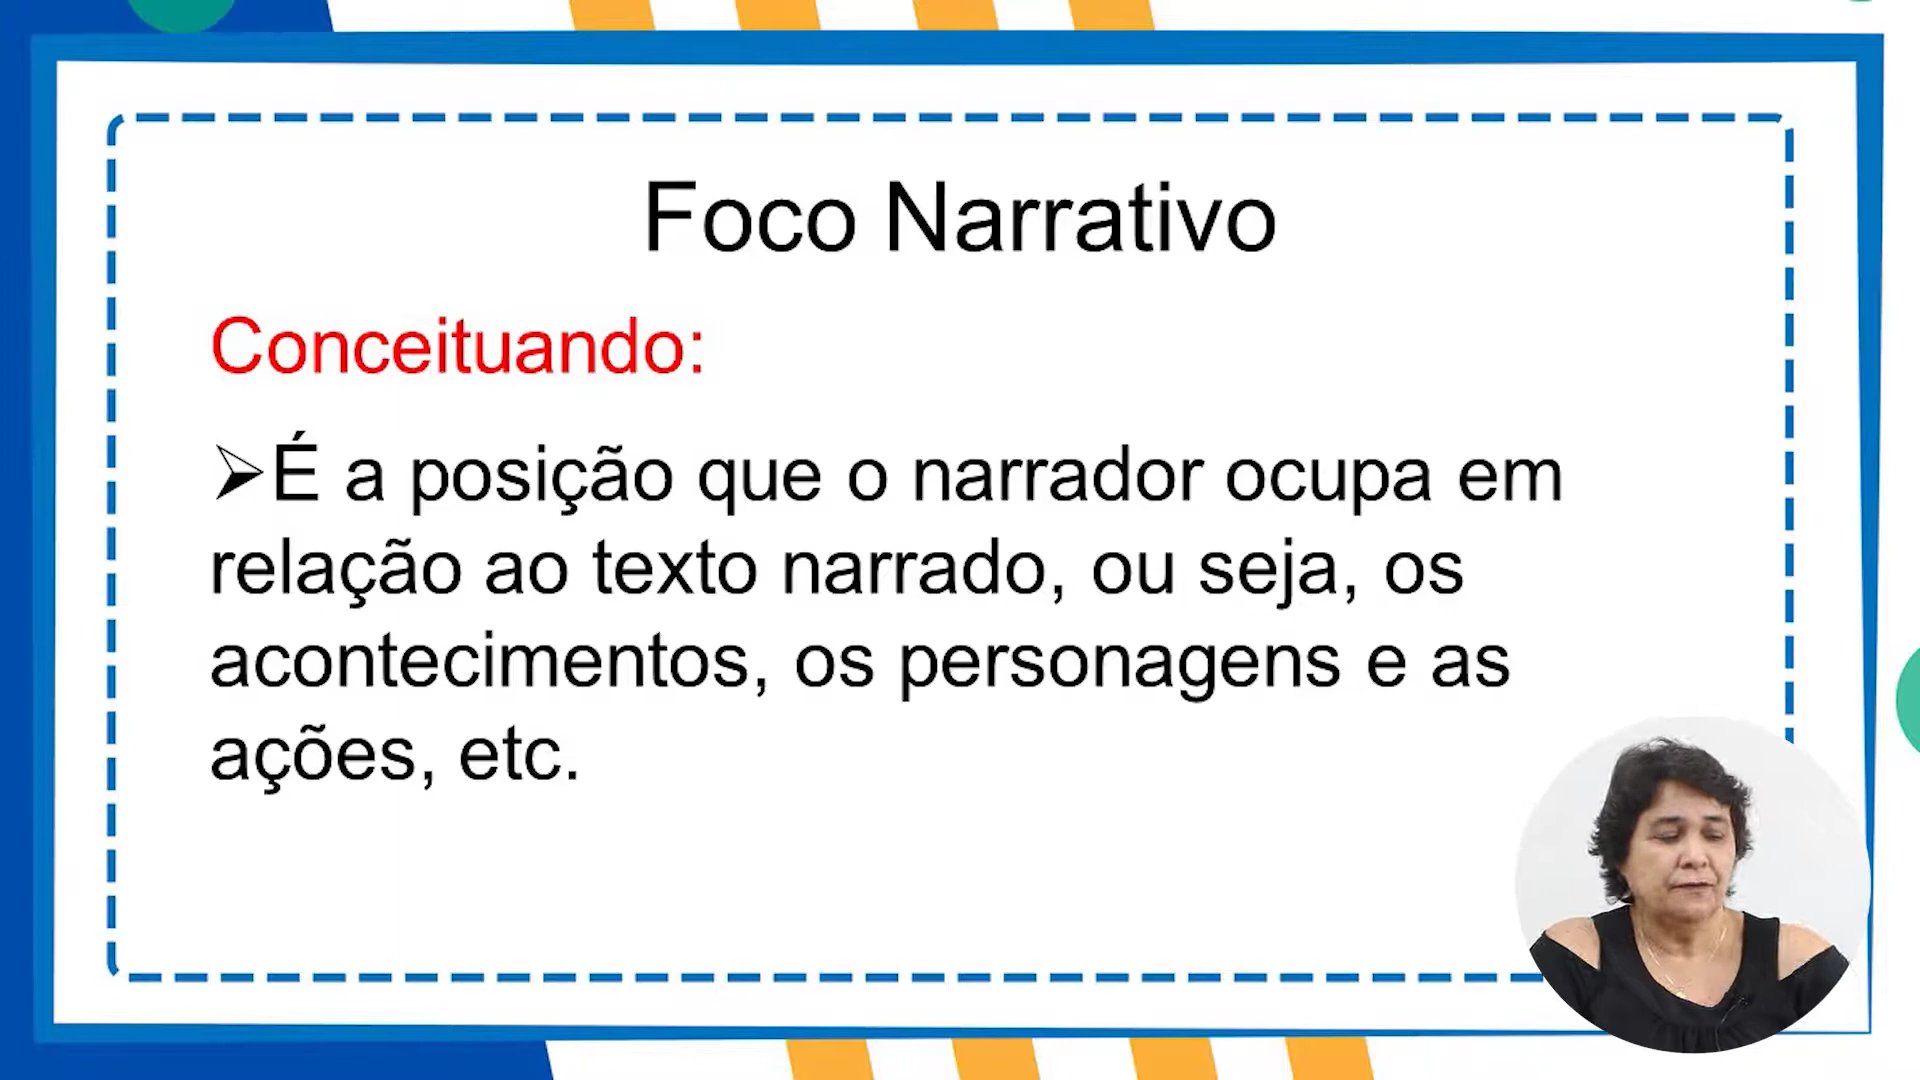 Foco Narrativo
Conceituando:
➢É a posição que o narrador ocupa em
relação ao texto narrado, ou seja, os
acontecimentos, os personagens e as
ações, etc.